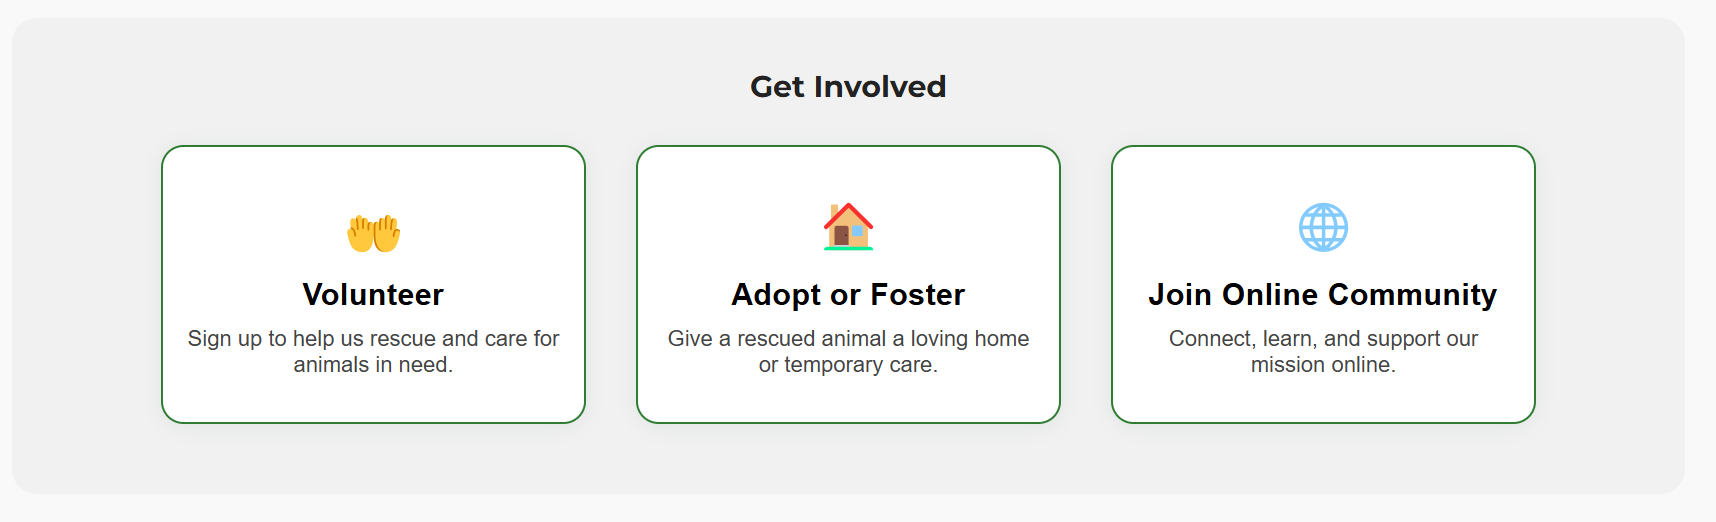 Get Involved
Volunteer
Sign up to help us rescue and care for
animals in need.
Adopt or Foster
Give a rescued animal a loving home
or temporary care.
Join Online Community
Connect, learn, and support our
mission online.